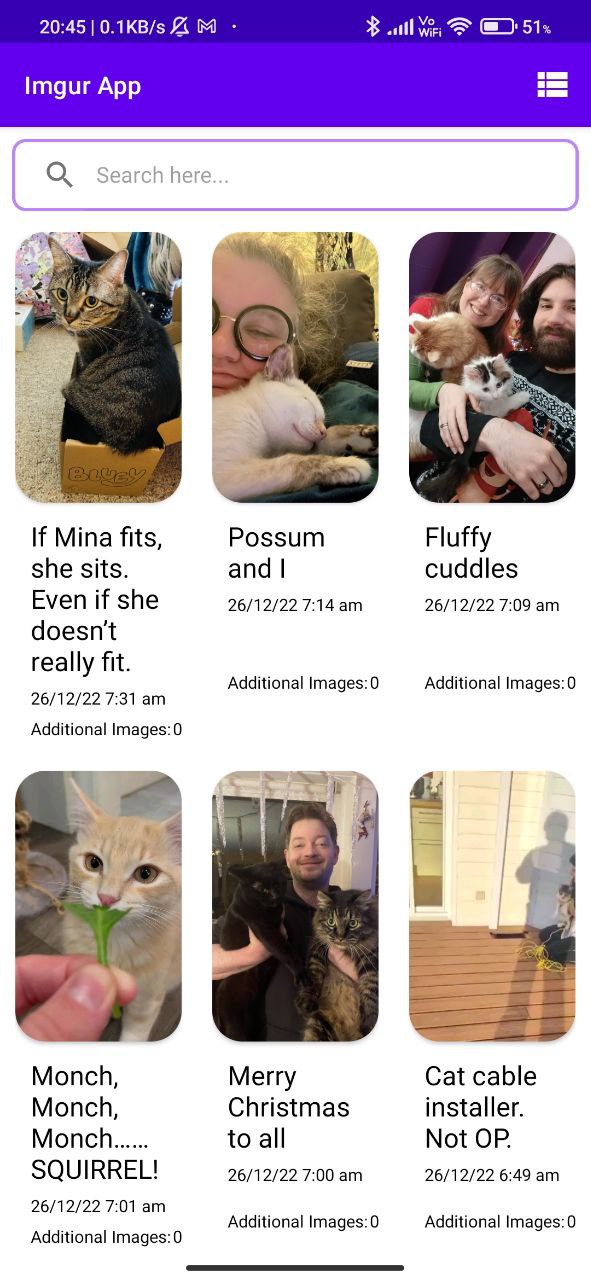 20:45 | 0.1KB/s
Vo
WiFi
51%
Imgur App
Search here...
BLUEY
If Mina fits,
she sits.
Even if she
doesn’t
really fit.
26/12/22 7:31 am
Additional Images:0
Possum
and I
26/12/22 7:14 am
Additional Images:0
Fluffy
cuddles
26/12/22 7:09 am
Additional Images:0
Monch,
Monch,
Monch……
SQUIRREL!
26/12/22 7:01 am
Additional Images:0
Merry
Christmas
to all
26/12/22 7:00 am
Additional Images:0
Cat cable
installer.
Not OP.
26/12/22 6:49 am
Additional Images:0